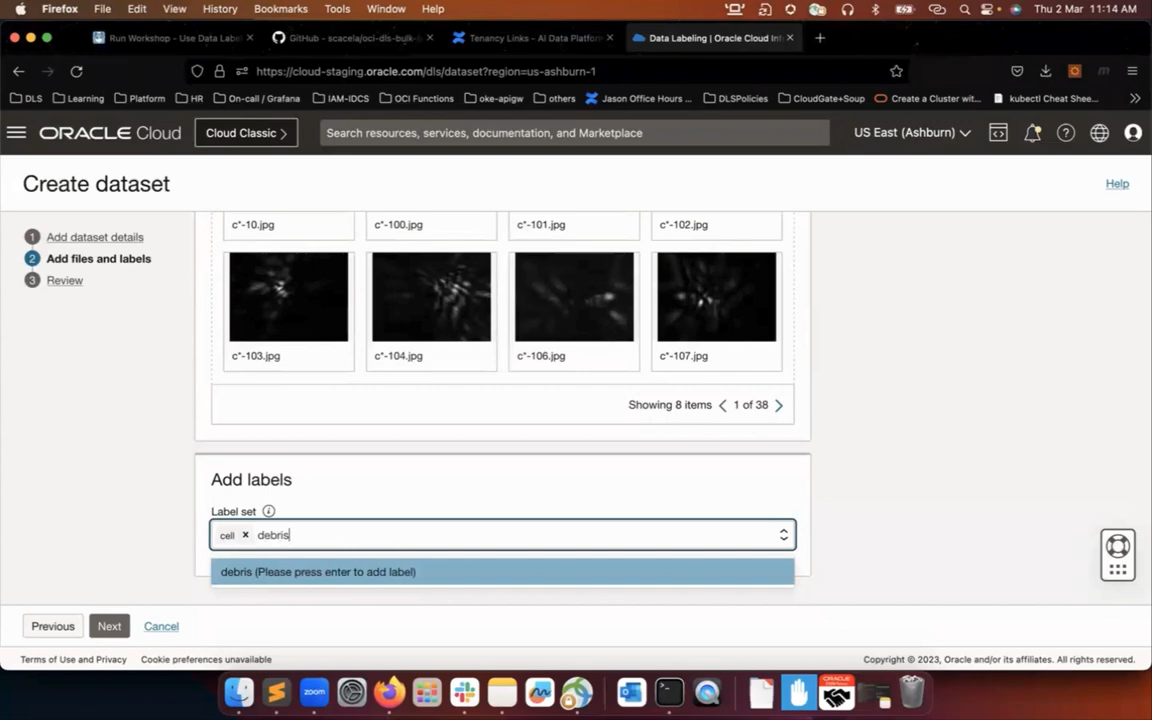 Firefox File Edit View History Bookmarks Tools Window Help Thu 2 Mar 11:14 AM
Run Workshop - Use Data Label GitHub - scacela/oci-dls-bulk- Tenancy Links - AI Data Platform Data Labeling | Oracle Cloud Inf
https://cloud-staging.oracle.com/dls/dataset?region=us-ashburn-1
DLS Learning Platform HR On-call / Grafana IAM-IDCS OCI Functions oke-apigw others Jason Office Hours ... DLSPolicies CloudGate+Soup Create a Cluster wit... kubectl Cheat Shee...
ORACLE Cloud Cloud Classic Search resources, services, documentation, and Marketplace US East (Ashburn)
Create dataset Help
1 Add dataset details
2 Add files and labels
3 Review
c*-10.jpg c*-100.jpg c*-101.jpg c*-102.jpg
c*-103.jpg c*-104.jpg c*-106.jpg c*-107.jpg
Showing 8 items 1 of 38
Add labels
Label set
cell × debris
debris (Please press enter to add label)
Previous Next Cancel
Terms of Use and Privacy Cookie preferences unavailable Copyright © 2023, Oracle and/or its affiliates. All rights reserved.
zoom ORACLE